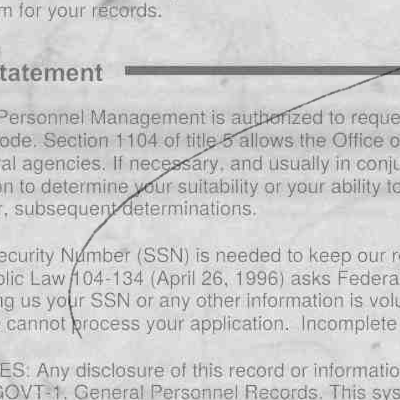 m for your records.
tatement
Personnel Management is authorized to reque
ode. Section 1104 of title 5 allows the Office o
al agencies. If necessary, and usually in conju
on to determine your suitability or your ability to
r, subsequent determinations.
ecurity Number (SSN) is needed to keep our r
blic Law 104-134 (April 26, 1996) asks Federa
ng us your SSN or any other information is volu
cannot process your application. Incomplete
ES: Any disclosure of this record or informatio
GOVT-1, General Personnel Records. This sys